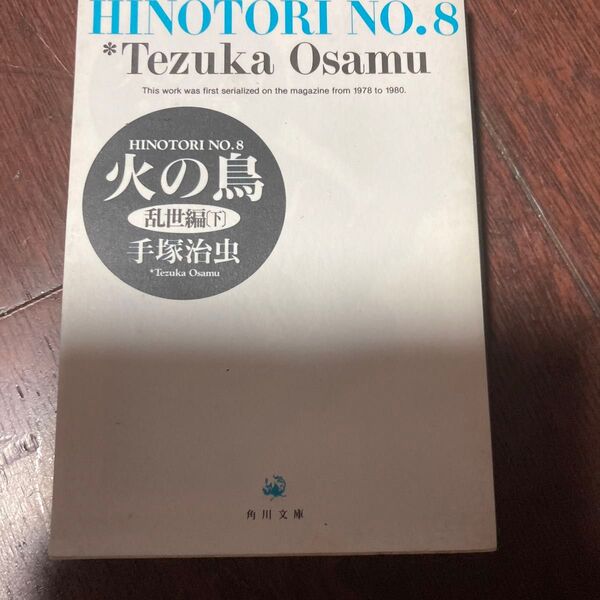 HINOTORI NO.8
*Tezuka Osamu
This work was first serialized on the magazine from 1978 to 1980.
HINOTORI NO.8
火の鳥
乱世編〔下〕
手塚治虫
*Tezuka Osamu
角川文庫